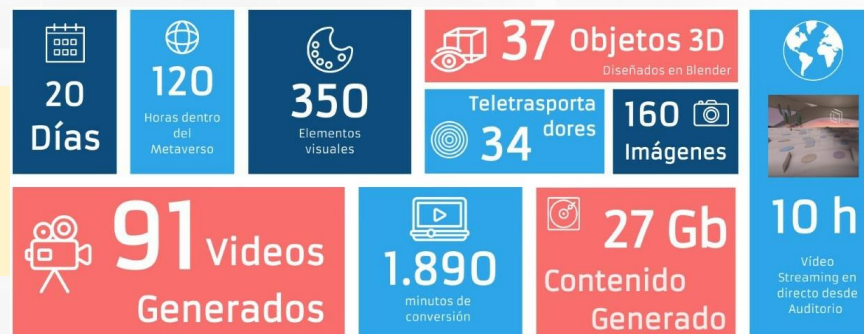 20
Días
120
Horas dentro
del
Metaverso
350
Elementos
visuales
37 Objetos 3D
Diseñados en Blender
Teletrasporta
34 dores
160
Imágenes
10 h
Vídeo
Streaming en
directo desde
Auditorio
91 Videos
Generados
1.890
minutos de
conversión
27 Gb
Contenido
Generado